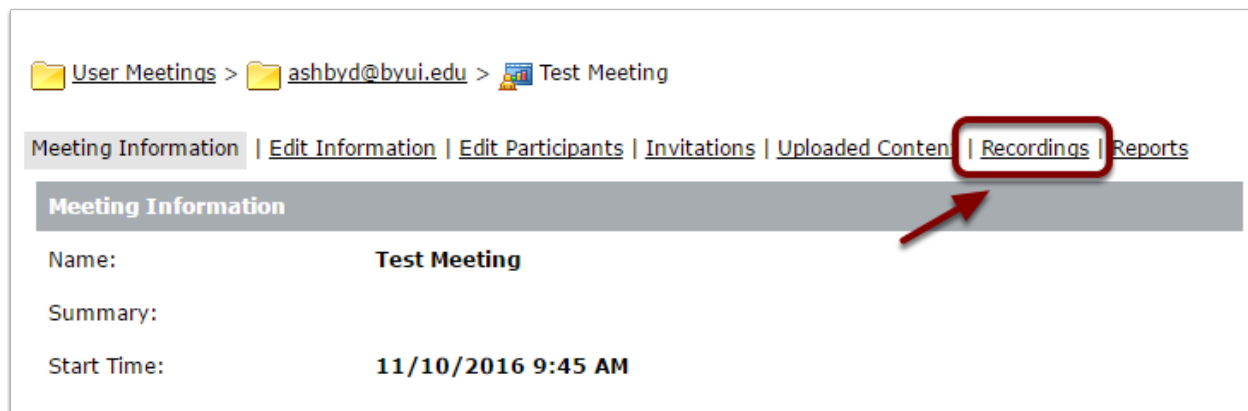 User Meetings > ashbyd@byui.edu > Test Meeting
Meeting Information | Edit Information | Edit Participants | Invitations | Uploaded Content | Recordings | Reports
Meeting Information
Name: Test Meeting
Summary:
Start Time: 11/10/2016 9:45 AM